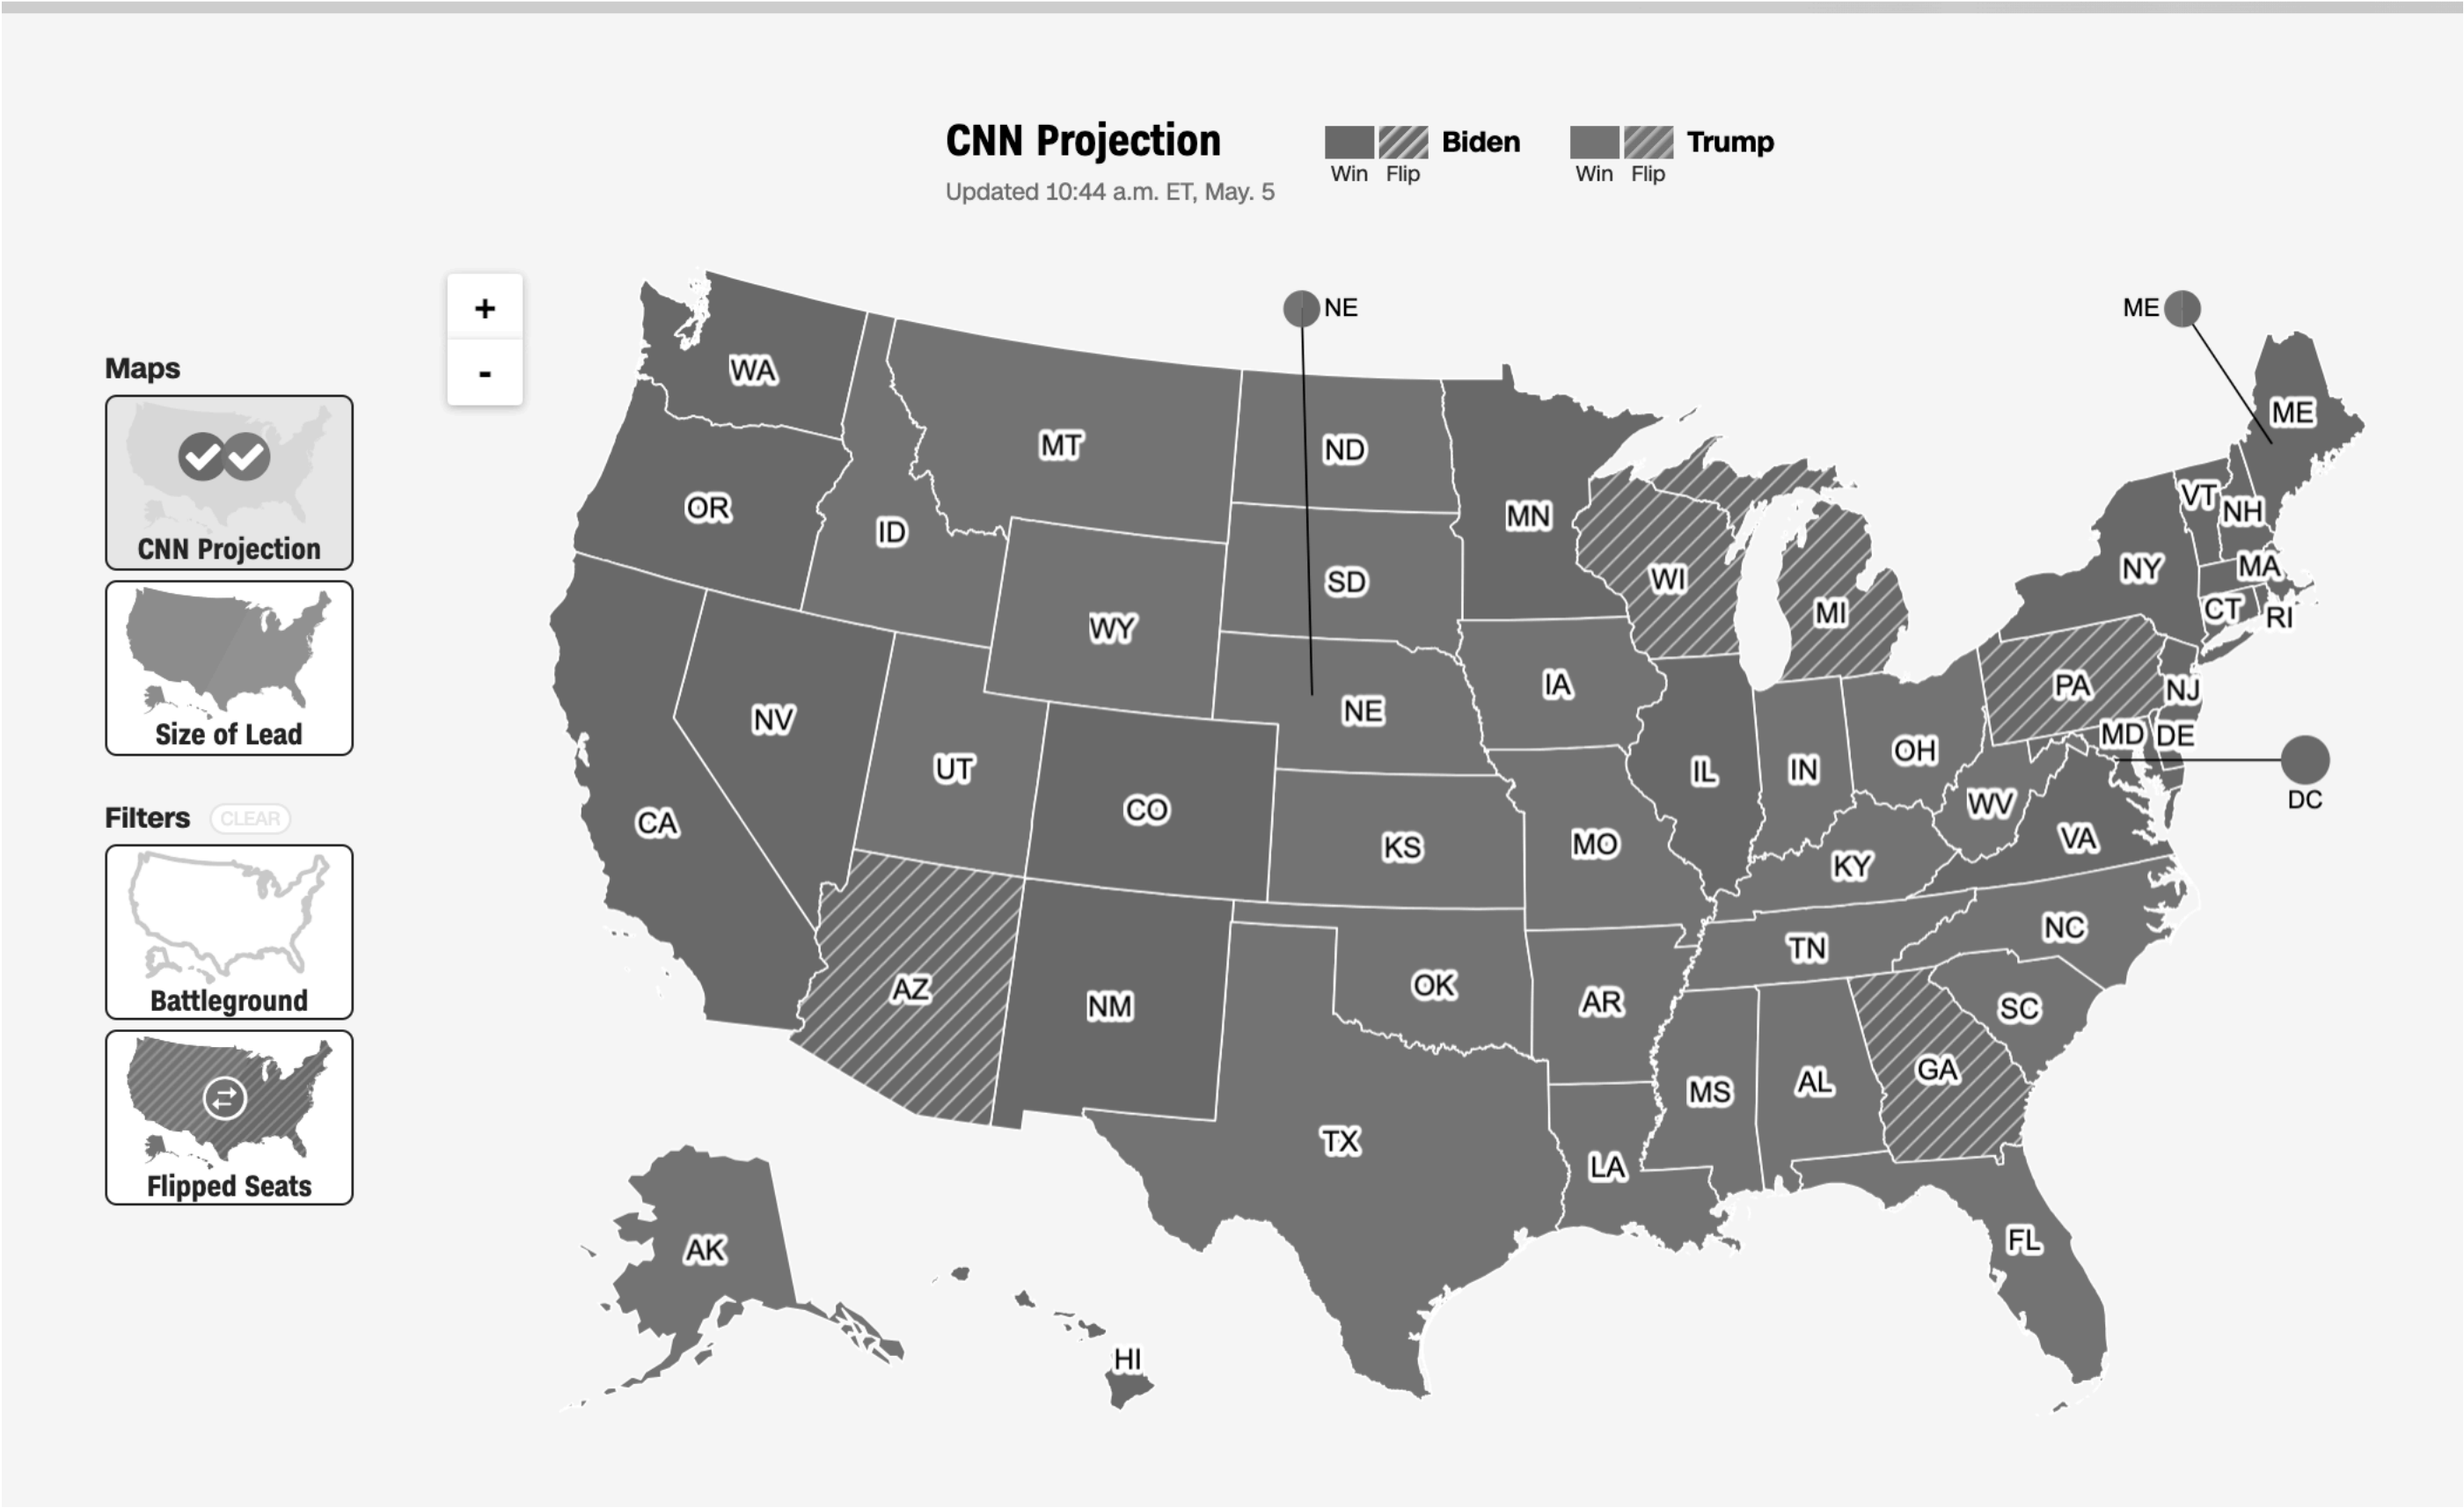 CNN Projection
Updated 10:44 a.m. ET, May. 5
Win Flip Biden
Win Flip Trump
+
-
Maps
CNN Projection
Size of Lead
Filters CLEAR
Battleground
Flipped Seats
NE
ME
WA
MT
ND
ME
OR
ID
MN
VT
NH
SD
WI
NY
MA
WY
MI
CT
RI
NV
NE
IA
PA
NJ
UT
CO
IL
IN
OH
MD
DE
DC
CA
KS
MO
WV
VA
KY
AZ
NM
OK
AR
TN
NC
SC
TX
LA
MS
AL
GA
AK
HI
FL